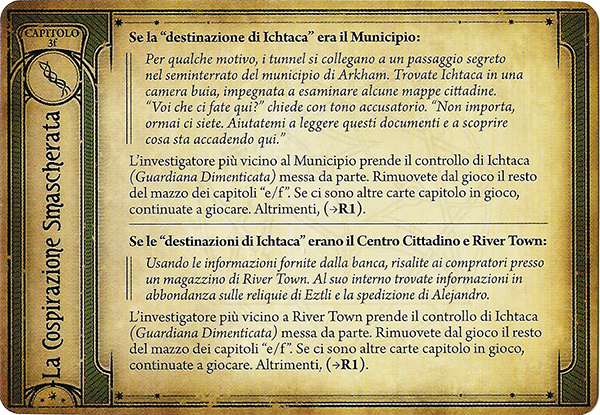 CAPITOLO
3f
La Cospirazione Smascherata
Se la “destinazione di Ichtaca” era il Municipio:
Per qualche motivo, i tunnel si collegano a un passaggio segreto
nel seminterrato del municipio di Arkham. Trovate Ichtaca in una
camera buia, impegnata a esaminare alcune mappe cittadine.
“Voi che ci fate qui?” chiede con tono accusatorio. “Non importa,
ormai ci siete. Aiutatemi a leggere questi documenti e a scoprire
cosa sta accadendo qui.”
L’investigatore più vicino al Municipio prende il controllo di Ichtaca
(Guardiana Dimenticata) messa da parte. Rimuovete dal gioco il resto
del mazzo dei capitoli “e/f”. Se ci sono altre carte capitolo in gioco,
continuate a giocare. Altrimenti, (→R1).
Se le “destinazioni di Ichtaca” erano il Centro Cittadino e River Town:
Usando le informazioni fornite dalla banca, risalite ai compratori presso
un magazzino di River Town. Al suo interno trovate informazioni in
abbondanza sulle reliquie di Eztli e la spedizione di Alejandro.
L’investigatore più vicino a River Town prende il controllo di Ichtaca
(Guardiana Dimenticata) messa da parte. Rimuovete dal gioco il resto
del mazzo dei capitoli “e/f”. Se ci sono altre carte capitolo in gioco,
continuate a giocare. Altrimenti, (→R1).